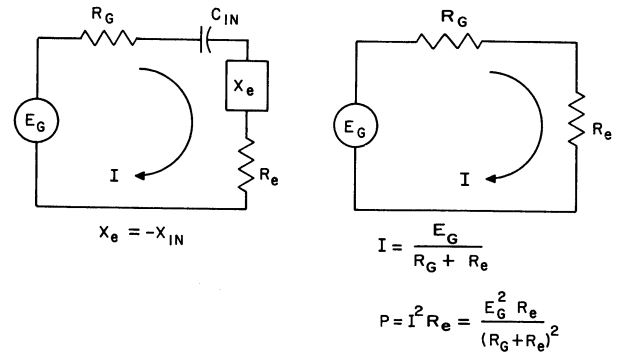 R_G
C_IN
X_e
E_G
I
R_e
X_e = -X_IN
R_G
E_G
R_e
I
I = E_G / (R_G + R_e)
P = I^2 R_e = E_G^2 R_e / (R_G + R_e)^2